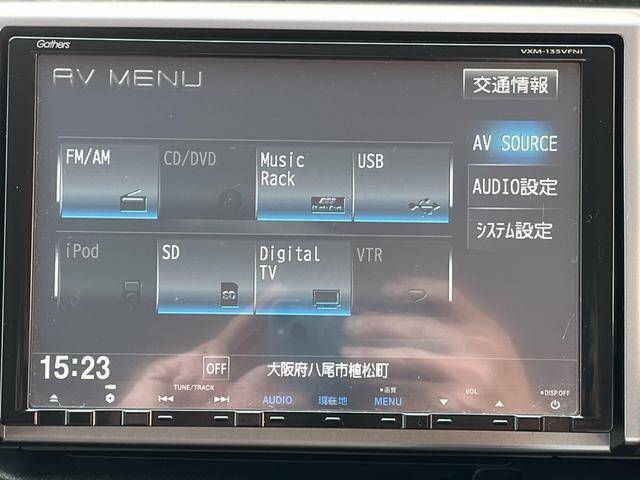 Gathers VXM-135VFNi
AV MENU
交通情報
FM/AM CD/DVD Music Rack USB
AV SOURCE
AUDIO設定
システム設定
iPod SD Digital TV VTR
SD
15:23 OFF 大阪府八尾市植松町
TUNE/TRACK AUDIO 現在地 画質 MENU VOL DISP OFF